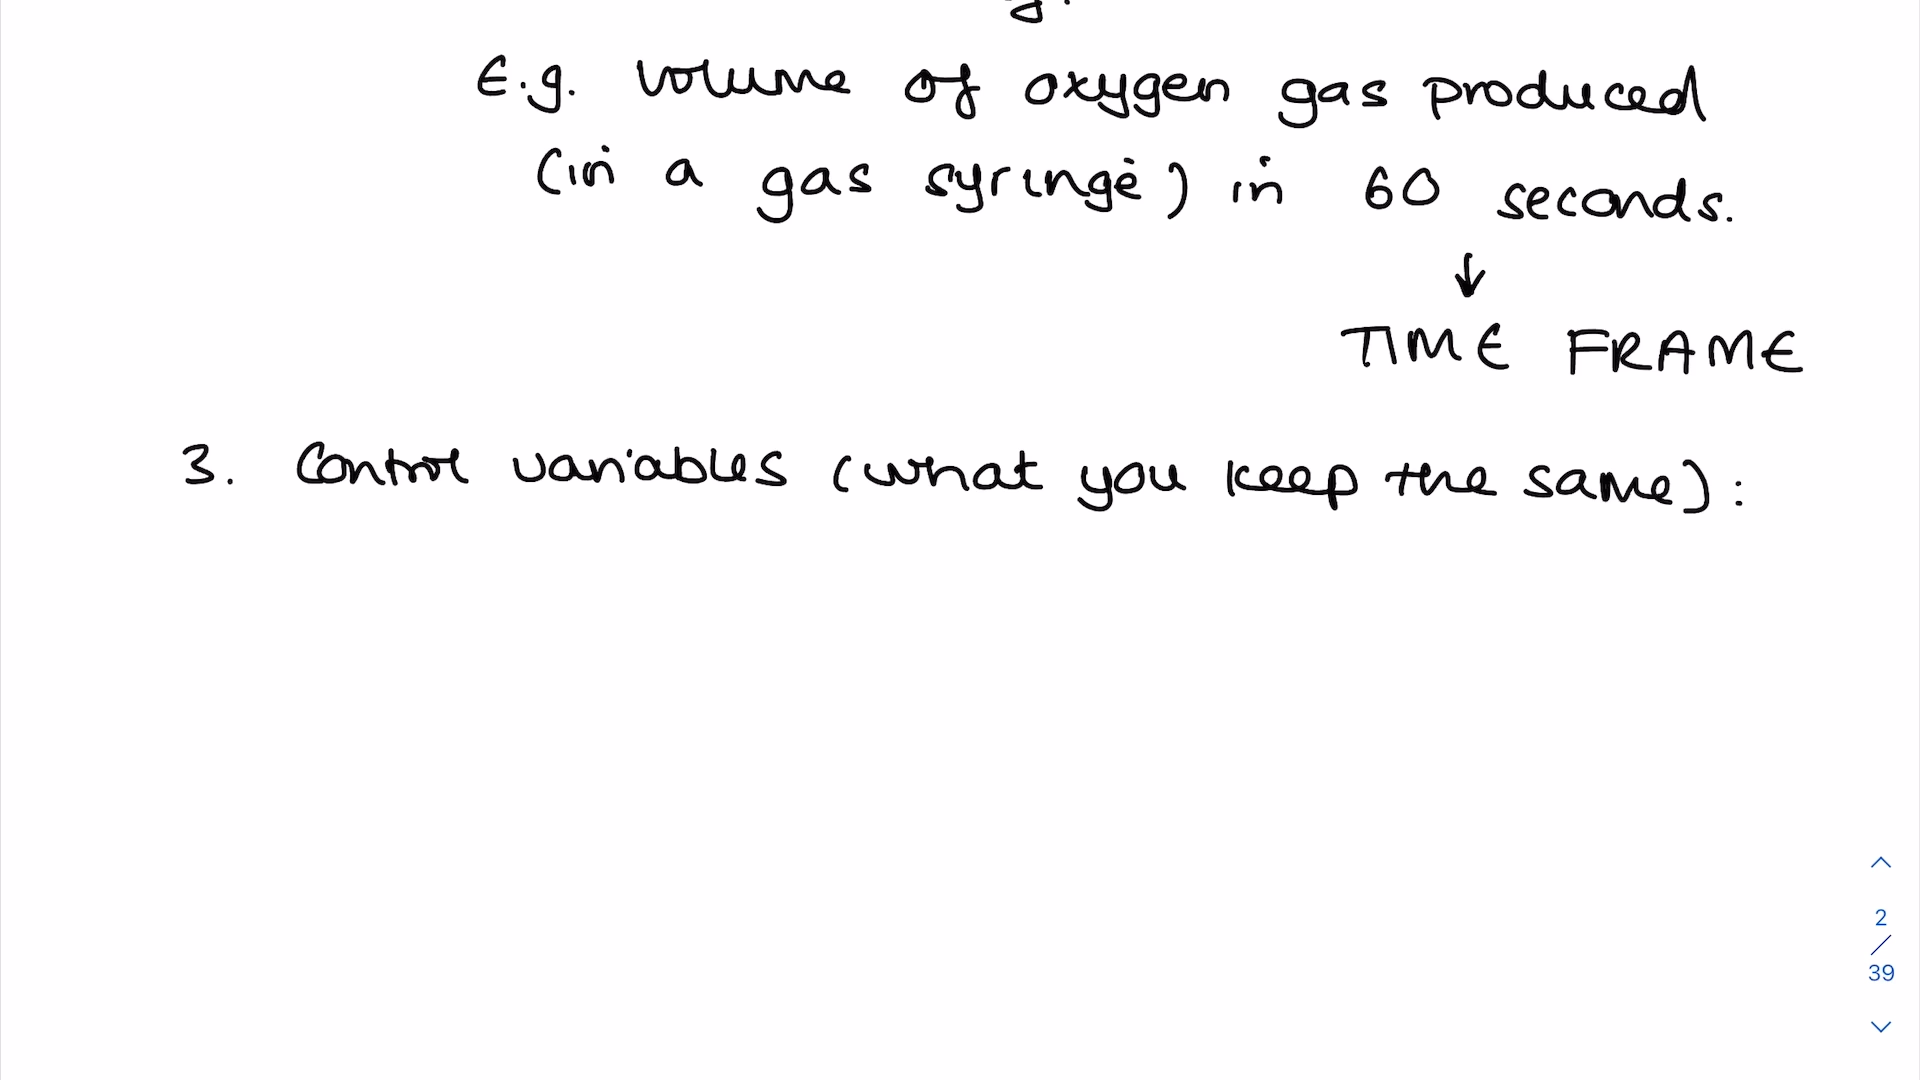 E.g. volume of oxygen gas produced
(in a gas syringe) in 60 seconds.
↓
TIME FRAME
3. Control variables (what you keep the same):
2
/
39